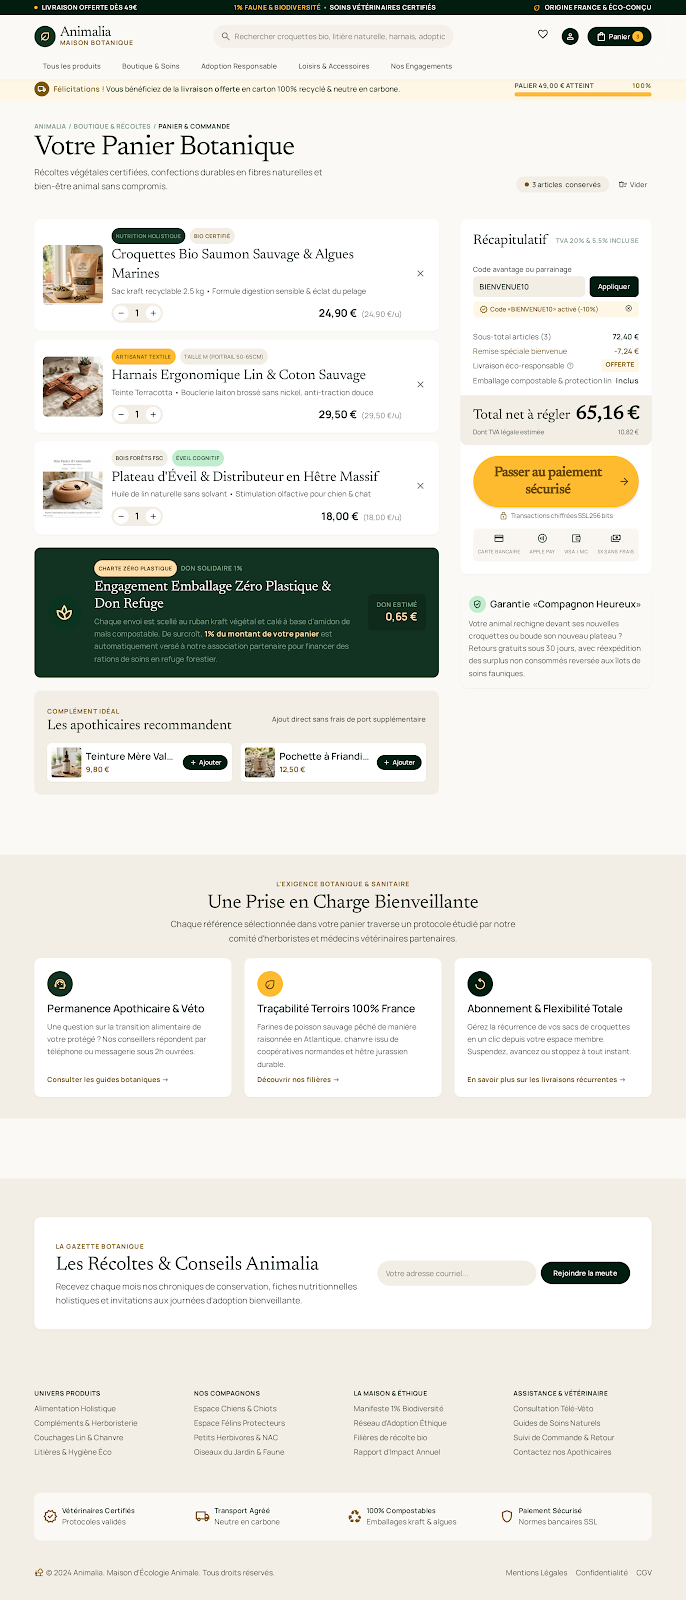 LIVRAISON OFFERTE DÈS 49€
1% FAUNE & BIODIVERSITÉ • SOINS VÉTÉRINAIRES CERTIFIÉS
ORIGINE FRANCE & ÉCO-CONÇU
Animalia
MAISON BOTANIQUE
Rechercher croquettes bio, litière naturelle, harnais, adoptic
Panier 3
Tous les produits
Boutique & Soins
Adoption Responsable
Loisirs & Accessoires
Nos Engagements
Félicitations ! Vous bénéficiez de la livraison offerte en carton 100% recyclé & neutre en carbone.
PALIER 49,00 € ATTEINT
100%
ANIMALIA / BOUTIQUE & RÉCOLTES / PANIER & COMMANDE
Votre Panier Botanique
Récoltes végétales certifiées, confections durables en fibres naturelles et
bien-être animal sans compromis.
3 articles conservés
Vider
NUTRITION HOLISTIQUE
BIO CERTIFIÉ
Croquettes Bio Saumon Sauvage & Algues
Marines
Sac kraft recyclable 2.5 kg • Formule digestion sensible & éclat du pelage
− 1 +
24,90 € (24,90 €/u)
ARTISANAT TEXTILE
TAILLE M (POITRAIL 50-65CM)
Harnais Ergonomique Lin & Coton Sauvage
Teinte Terracotta • Bouclerie laiton brossé sans nickel, anti-traction douce
− 1 +
29,50 € (29,50 €/u)
BOIS FORÊTS FSC
ÉVEIL COGNITIF
Plateau d'Éveil & Distributeur en Hêtre Massif
Huile de lin naturelle sans solvant • Stimulation olfactive pour chien & chat
− 1 +
18,00 € (18,00 €/u)
CHARTE ZÉRO PLASTIQUE
DON SOLIDAIRE 1%
Engagement Emballage Zéro Plastique &
Don Refuge
Chaque envoi est scellé au ruban kraft végétal et calé à base d'amidon de
maïs compostable. De surcroît, 1% du montant de votre panier est
automatiquement versé à notre association partenaire pour financer des
rations de soins en refuge forestier.
DON ESTIMÉ
0,65 €
COMPLÉMENT IDÉAL
Les apothicaires recommandent
Ajout direct sans frais de port supplémentaire
Teinture Mère Val...
9,80 €
+ Ajouter
Pochette à Friandi...
12,50 €
+ Ajouter
Récapitulatif
TVA 20% & 5.5% INCLUSE
Code avantage ou parrainage
BIENVENUE10
Appliquer
Code «BIENVENUE10» activé (-10%)
Sous-total articles (3)
72,40 €
Remise spéciale bienvenue
-7,24 €
Livraison éco-responsable
OFFERTE
Emballage compostable & protection lin
Inclus
Total net à régler
65,16 €
Dont TVA légale estimée
10,82 €
Passer au paiement
sécurisé
Transactions chiffrées SSL 256 bits
CARTE BANCAIRE
APPLE PAY
VISA / MC
3X SANS FRAIS
Garantie «Compagnon Heureux»
Votre animal rechigne devant ses nouvelles
croquettes ou boude son nouveau plateau ?
Retours gratuits sous 30 jours, avec réexpédition
des surplus non consommés reversée aux îlots de
soins fauniques.
L'EXIGENCE BOTANIQUE & SANITAIRE
Une Prise en Charge Bienveillante
Chaque référence sélectionnée dans votre panier traverse un protocole étudié par notre
comité d'herboristes et médecins vétérinaires partenaires.
Permanence Apothicaire & Véto
Une question sur la transition alimentaire de
votre protégé ? Nos conseillers répondent par
téléphone ou messagerie sous 2h ouvrées.
Consulter les guides botaniques →
Traçabilité Terroirs 100% France
Farines de poisson sauvage pêché de manière
raisonnée en Atlantique, chanvre issu de
coopératives normandes et hêtre jurassien
durable.
Découvrir nos filières →
Abonnement & Flexibilité Totale
Gérez la récurrence de vos sacs de croquettes
en un clic depuis votre espace membre.
Suspendez, avancez ou stoppez à tout instant.
En savoir plus sur les livraisons récurrentes →
LA GAZETTE BOTANIQUE
Les Récoltes & Conseils Animalia
Recevez chaque mois nos chroniques de conservation, fiches nutritionnelles
holistiques et invitations aux journées d'adoption bienveillante.
Votre adresse courriel...
Rejoindre la meute
UNIVERS PRODUITS
Alimentation Holistique
Compléments & Herboristerie
Couchages Lin & Chanvre
Litières & Hygiène Éco
NOS COMPAGNONS
Espace Chiens & Chiots
Espace Félins Protecteurs
Petits Herbivores & NAC
Oiseaux du Jardin & Faune
LA MAISON & ÉTHIQUE
Manifeste 1% Biodiversité
Réseau d'Adoption Éthique
Filières de récolte bio
Rapport d'Impact Annuel
ASSISTANCE & VÉTÉRINAIRE
Consultation Télé-Véto
Guides de Soins Naturels
Suivi de Commande & Retour
Contactez nos Apothicaires
Vétérinaires Certifiés
Protocoles validés
Transport Agréé
Neutre en carbone
100% Compostables
Emballages kraft & algues
Paiement Sécurisé
Normes bancaires SSL
© 2024 Animalia. Maison d'Écologie Animale. Tous droits réservés.
Mentions Légales
Confidentialité
CGV